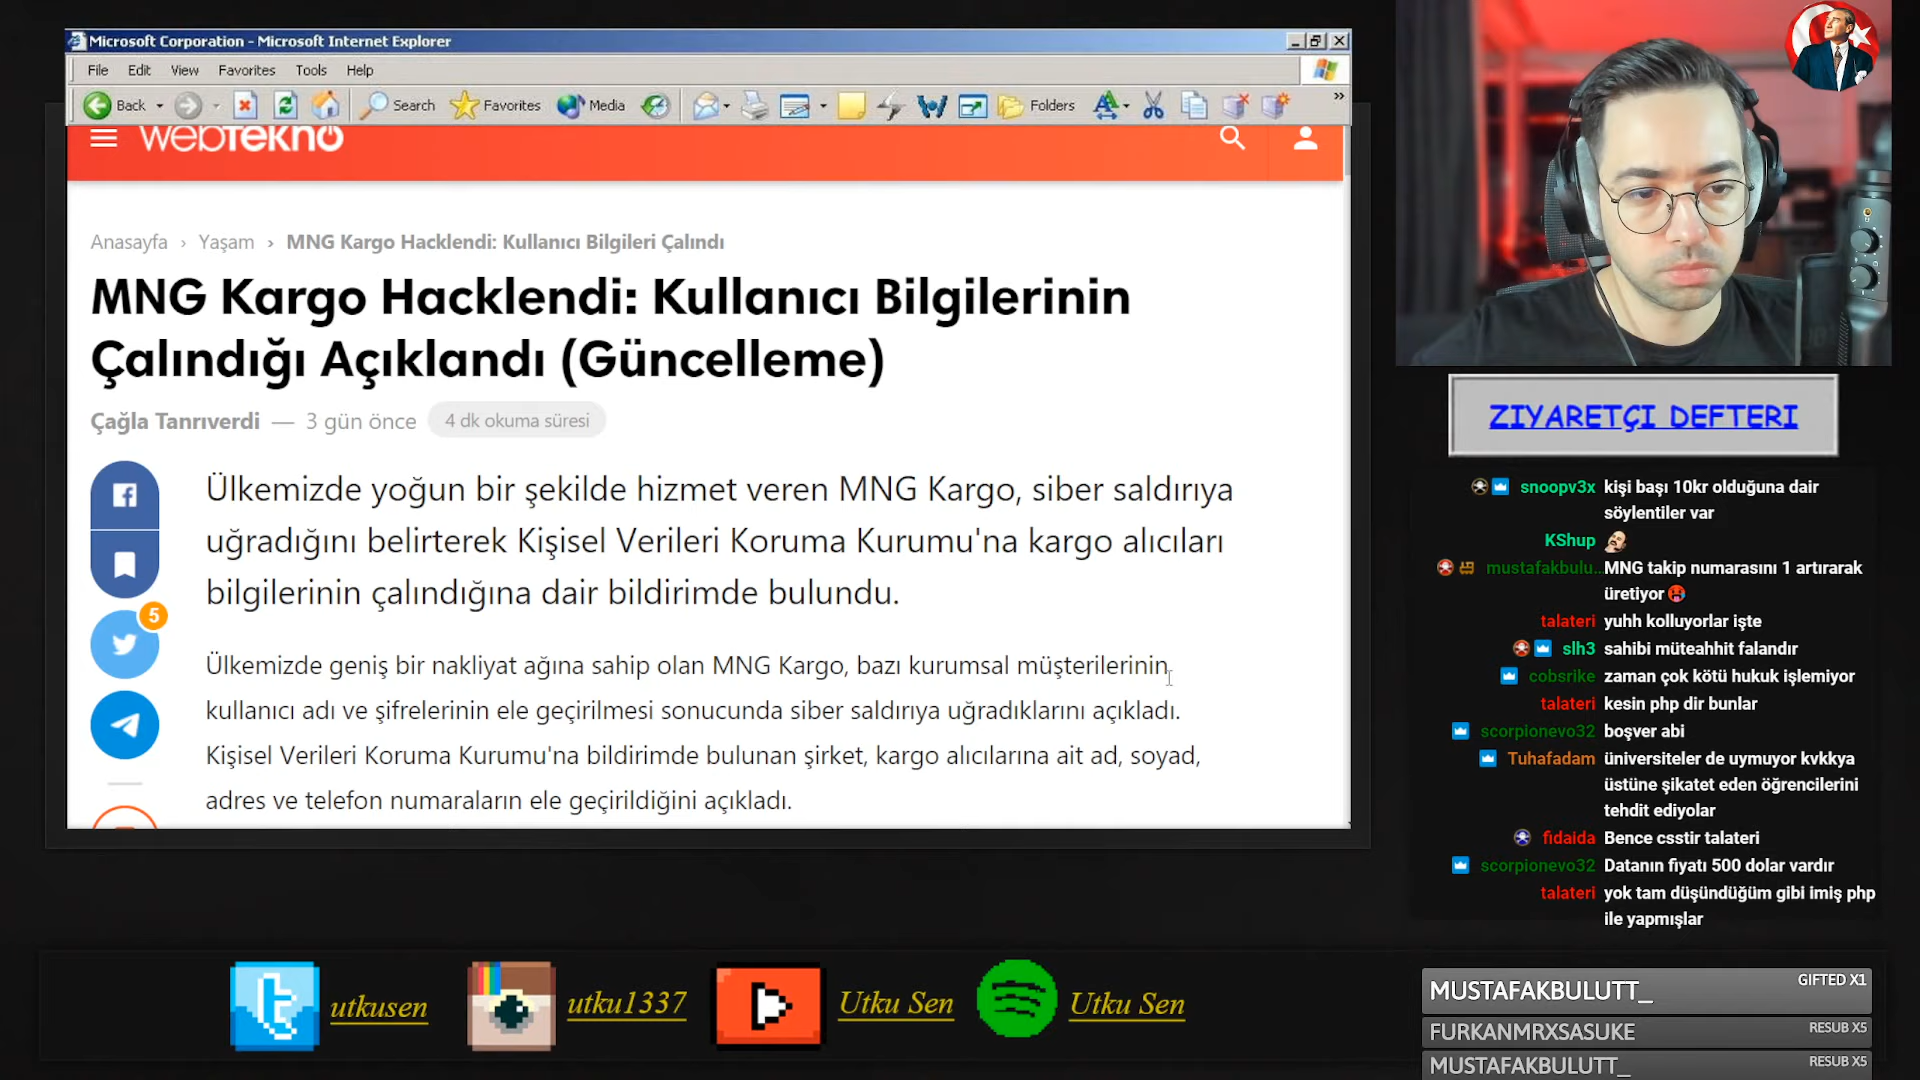 Microsoft Corporation - Microsoft Internet Explorer
File Edit View Favorites Tools Help
Back Search Favorites Media Folders »
webtekno
Anasayfa › Yaşam › MNG Kargo Hacklendi: Kullanıcı Bilgileri Çalındı
MNG Kargo Hacklendi: Kullanıcı Bilgilerinin
Çalındığı Açıklandı (Güncelleme)
Çağla Tanrıverdi — 3 gün önce 4 dk okuma süresi
Ülkemizde yoğun bir şekilde hizmet veren MNG Kargo, siber saldırıya
uğradığını belirterek Kişisel Verileri Koruma Kurumu'na kargo alıcıları
bilgilerinin çalındığına dair bildirimde bulundu.
5
Ülkemizde geniş bir nakliyat ağına sahip olan MNG Kargo, bazı kurumsal müşterilerinin
kullanıcı adı ve şifrelerinin ele geçirilmesi sonucunda siber saldırıya uğradıklarını açıkladı.
Kişisel Verileri Koruma Kurumu'na bildirimde bulunan şirket, kargo alıcılarına ait ad, soyad,
adres ve telefon numaraların ele geçirildiğini açıkladı.
ZIYARETÇI DEFTERI
snoopv3x kişi başı 10kr olduğuna dair
söylentiler var
KShup
mustafakbulu... MNG takip numarasını 1 artırarak
üretiyor
talateri yuhh kolluyorlar işte
slh3 sahibi müteahhit falandır
cobsrike zaman çok kötü hukuk işlemiyor
talateri kesin php dir bunlar
scorpionevo32 boşver abi
Tuhafadam üniversiteler de uymuyor kvkkya
üstüne şikatet eden öğrencilerini
tehdit ediyolar
fidaida Bence csstir talateri
scorpionevo32 Datanın fiyatı 500 dolar vardır
talateri yok tam düşündüğüm gibi imiş php
ile yapmışlar
utkusen utku1337 Utku Sen Utku Sen
MUSTAFAKBULUTT_ GIFTED X1
FURKANMRXSASUKE RESUB X5
MUSTAFAKBULUTT_ RESUB X5